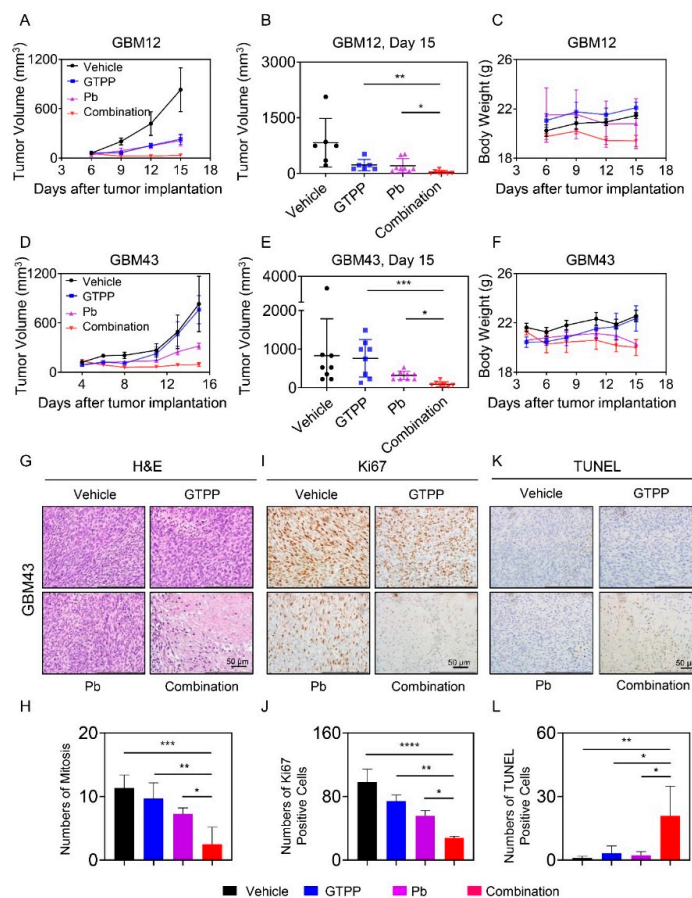 A
GBM12
Tumor Volume (mm³)
1200
600
0
Vehicle
GTPP
Pb
Combination
6 9 12 15 18
Days after tumor implantation
B
GBM12, Day 15
Tumor Volume (mm³)
3000
1500
0
**
*
Vehicle
GTPP
Pb
Combination
C
GBM12
Body Weight (g)
26
22
18
3 6 9 12 15 18
Days after tumor implantation
D
GBM43
Tumor Volume (mm³)
1200
600
0
Vehicle
GTPP
Pb
Combination
4 6 8 10 12 14 16
Days after tumor implantation
E
GBM43, Day 15
Tumor Volume (mm³)
4000
2000
2000
1000
0
***
*
Vehicle
GTPP
Pb
Combination
F
GBM43
Body Weight (g)
26
22
18
3 6 9 12 15 18
Days after tumor implantation
G
H&E
I
Ki67
K
TUNEL
Vehicle GTPP
Vehicle GTPP
Vehicle GTPP
GBM43
50 µm
50 µm
50 µm
Pb Combination
Pb Combination
Pb Combination
H
Numbers of Mitosis
20
10
0
***
**
*
J
Numbers of Ki67
Positive Cells
160
80
0
****
**
*
L
Numbers of TUNEL
Positive Cells
60
30
0
**
*
*
Vehicle GTPP Pb Combination